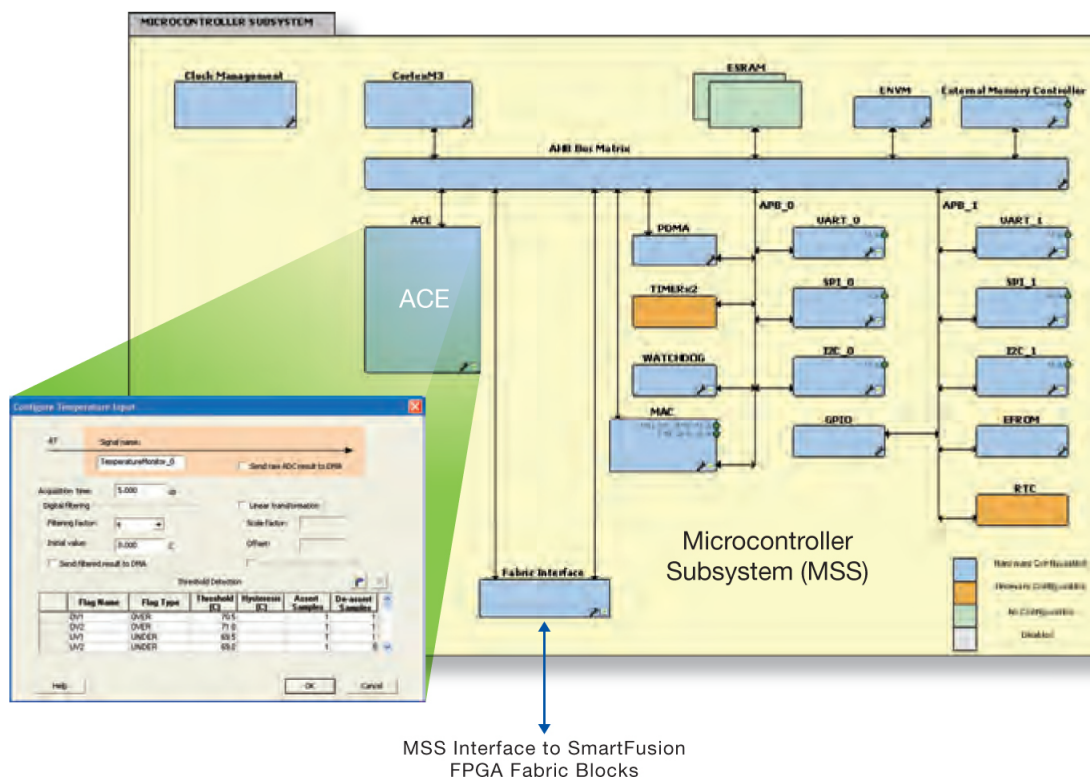 MICROCONTROLLER SUBSYSTEM
Clock Management
CortexM3
ESRAM
ENVM
External Memory Controller
AHB Bus Matrix
ACE
ACE
PDMA
APB_0
UART_0
APB_1
UART_1
TIMERx2
SPI_0
SPI_1
WATCHDOG
I2C_0
I2C_1
MAC
GPIO
EFROM
RTC
Microcontroller
Subsystem (MSS)
Fabric Interface
Hardware Configuration
Firmware Configuration
No Configuration
Disabled
Configure Temperature Input
AT
Signal name:
TemperatureMonitor_0
Send raw ADC result to DMA
Acquisition time: 5.000 us
Digital filtering
Linear transformation
Filtering factor:
Scale factor:
Initial value: 0.000 C
Offset:
Send filtered result to DMA
Threshold Detection
Flag Name Flag Type Threshold (C) Hysteresis (C) Assert Samples De-assert Samples
OV1 OVER 70.5 1 1
OV2 OVER 71.0 1 1
UV1 UNDER 69.5 1 1
UV2 UNDER 69.0 1
Help OK Cancel
MSS Interface to SmartFusion
FPGA Fabric Blocks